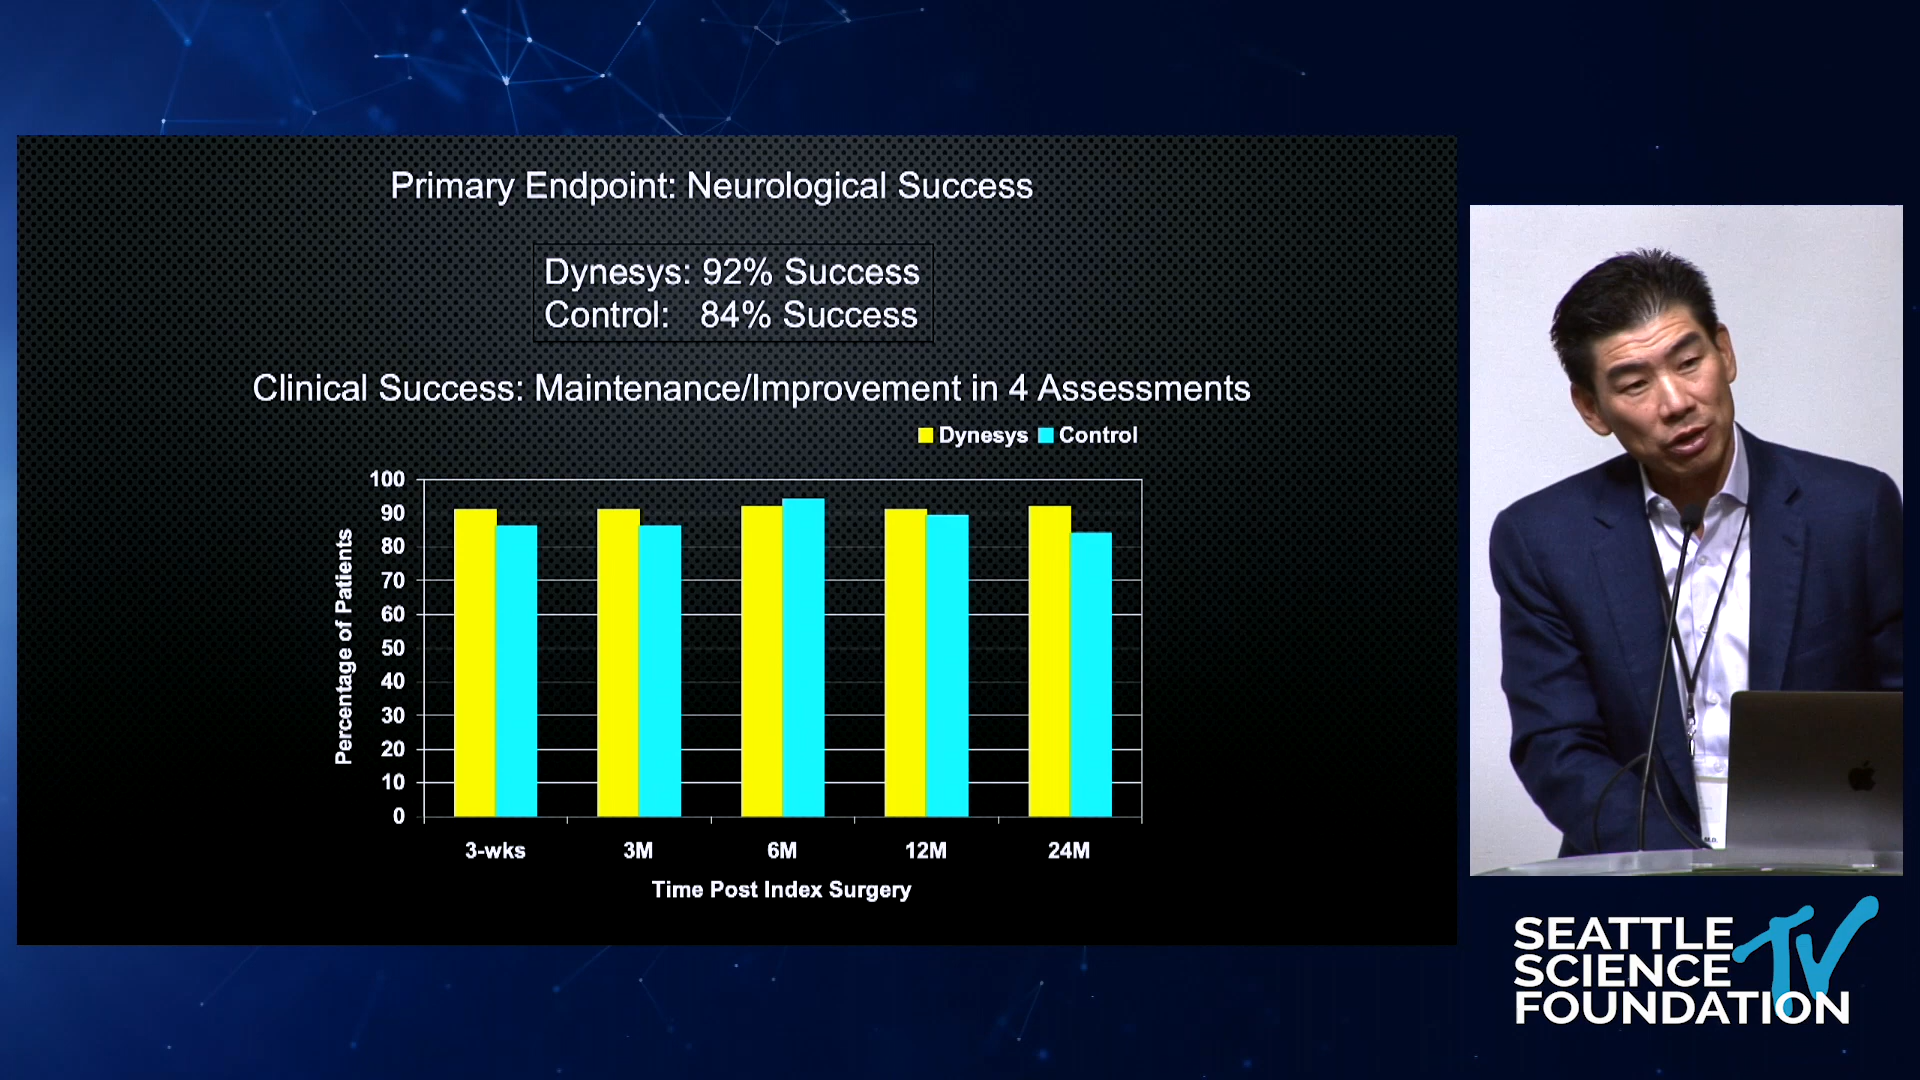 Primary Endpoint: Neurological Success
Dynesys: 92% Success
Control: 84% Success
Clinical Success: Maintenance/Improvement in 4 Assessments
Dynesys Control
100
90
80
70
60
50
40
30
20
10
0
Percentage of Patients
3-wks 3M 6M 12M 24M
Time Post Index Surgery
SEATTLE
SCIENCE
FOUNDATION
TV